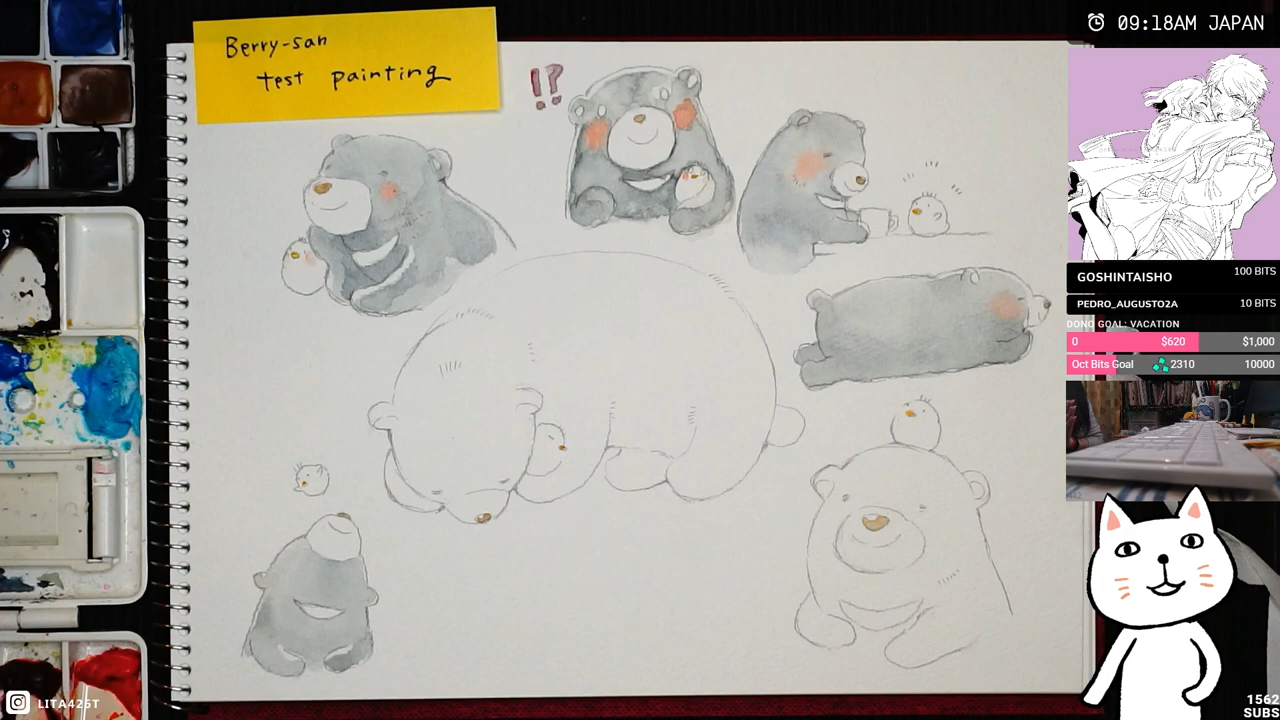 Berry-san
test painting
!?
09:18AM JAPAN
GOSHINTAISHO 100 BITS
PEDRO_AUGUSTO2A 10 BITS
DONO GOAL: VACATION
0 $620 $1,000
Oct Bits Goal 2310 10000
LITA426T
1562
SUBS